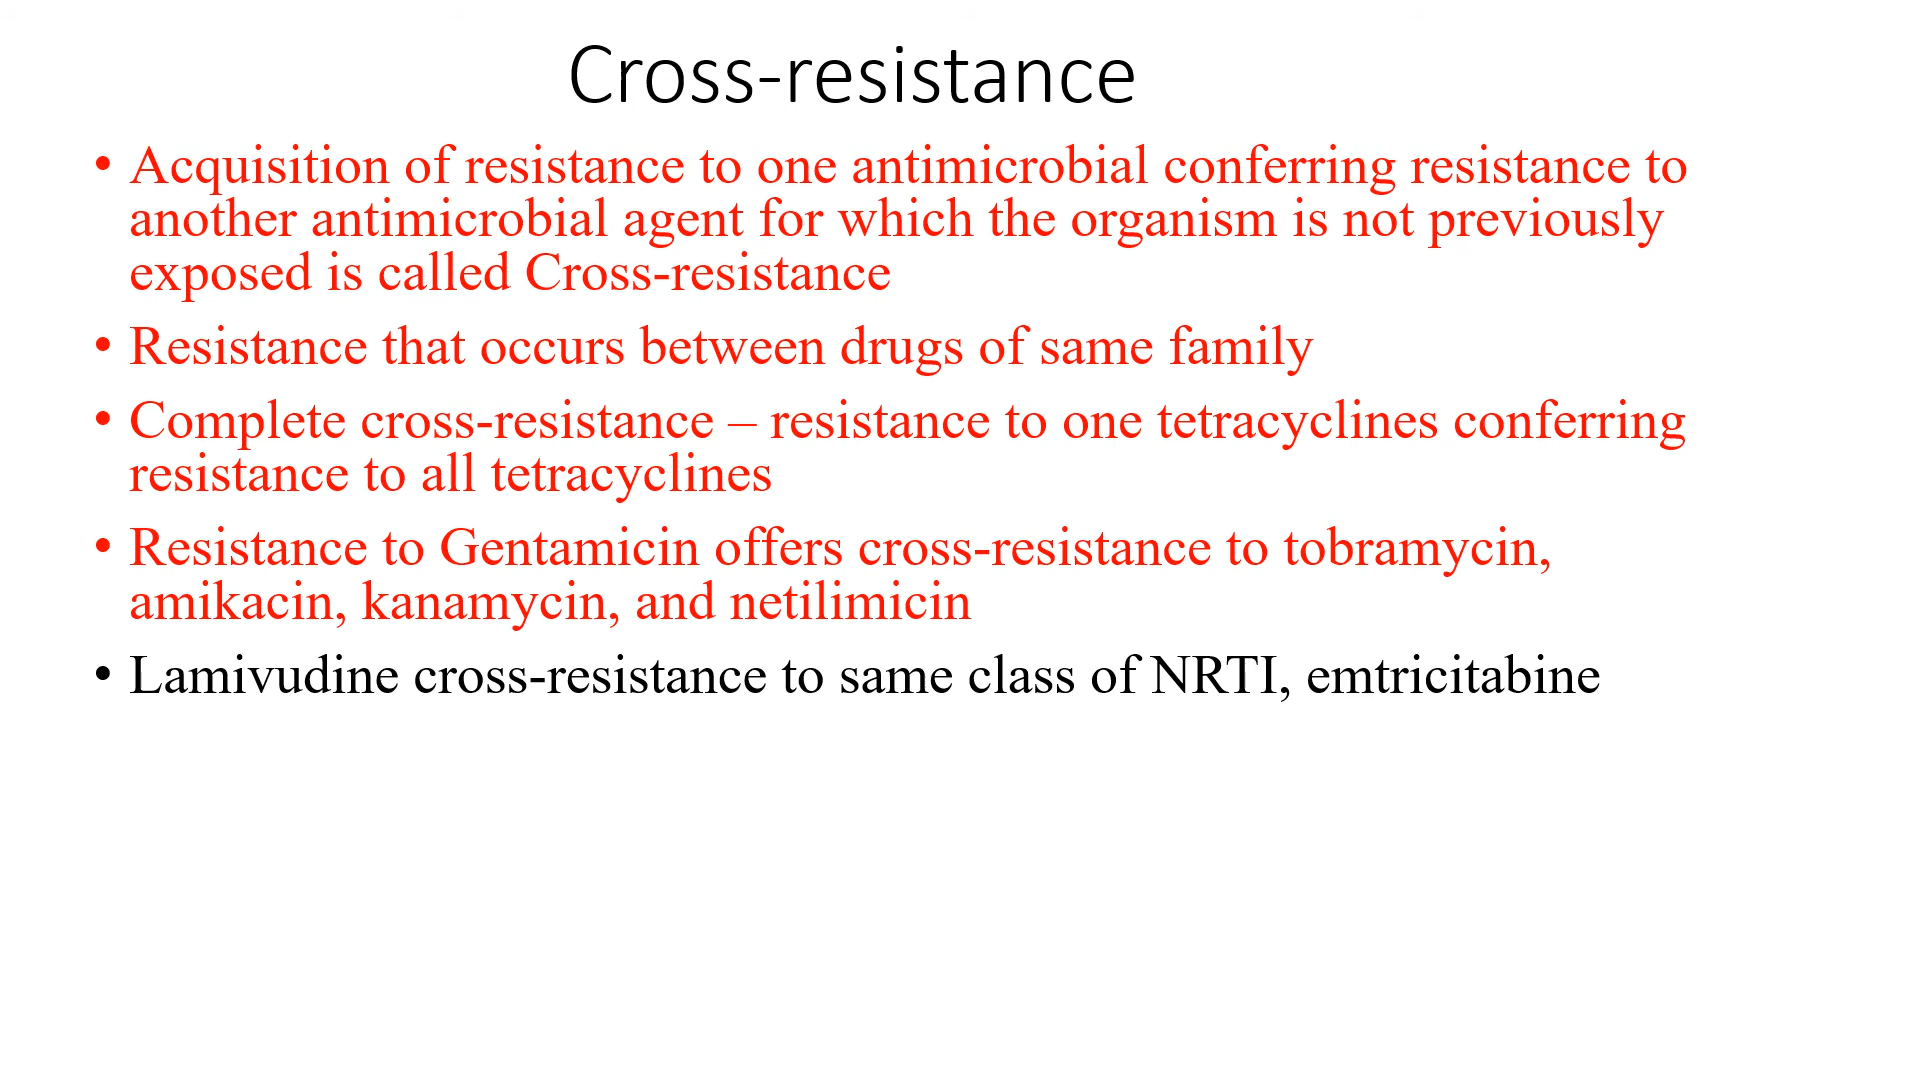 Cross-resistance
• Acquisition of resistance to one antimicrobial conferring resistance to
another antimicrobial agent for which the organism is not previously
exposed is called Cross-resistance
• Resistance that occurs between drugs of same family
• Complete cross-resistance – resistance to one tetracyclines conferring
resistance to all tetracyclines
• Resistance to Gentamicin offers cross-resistance to tobramycin,
amikacin, kanamycin, and netilimicin
• Lamivudine cross-resistance to same class of NRTI, emtricitabine